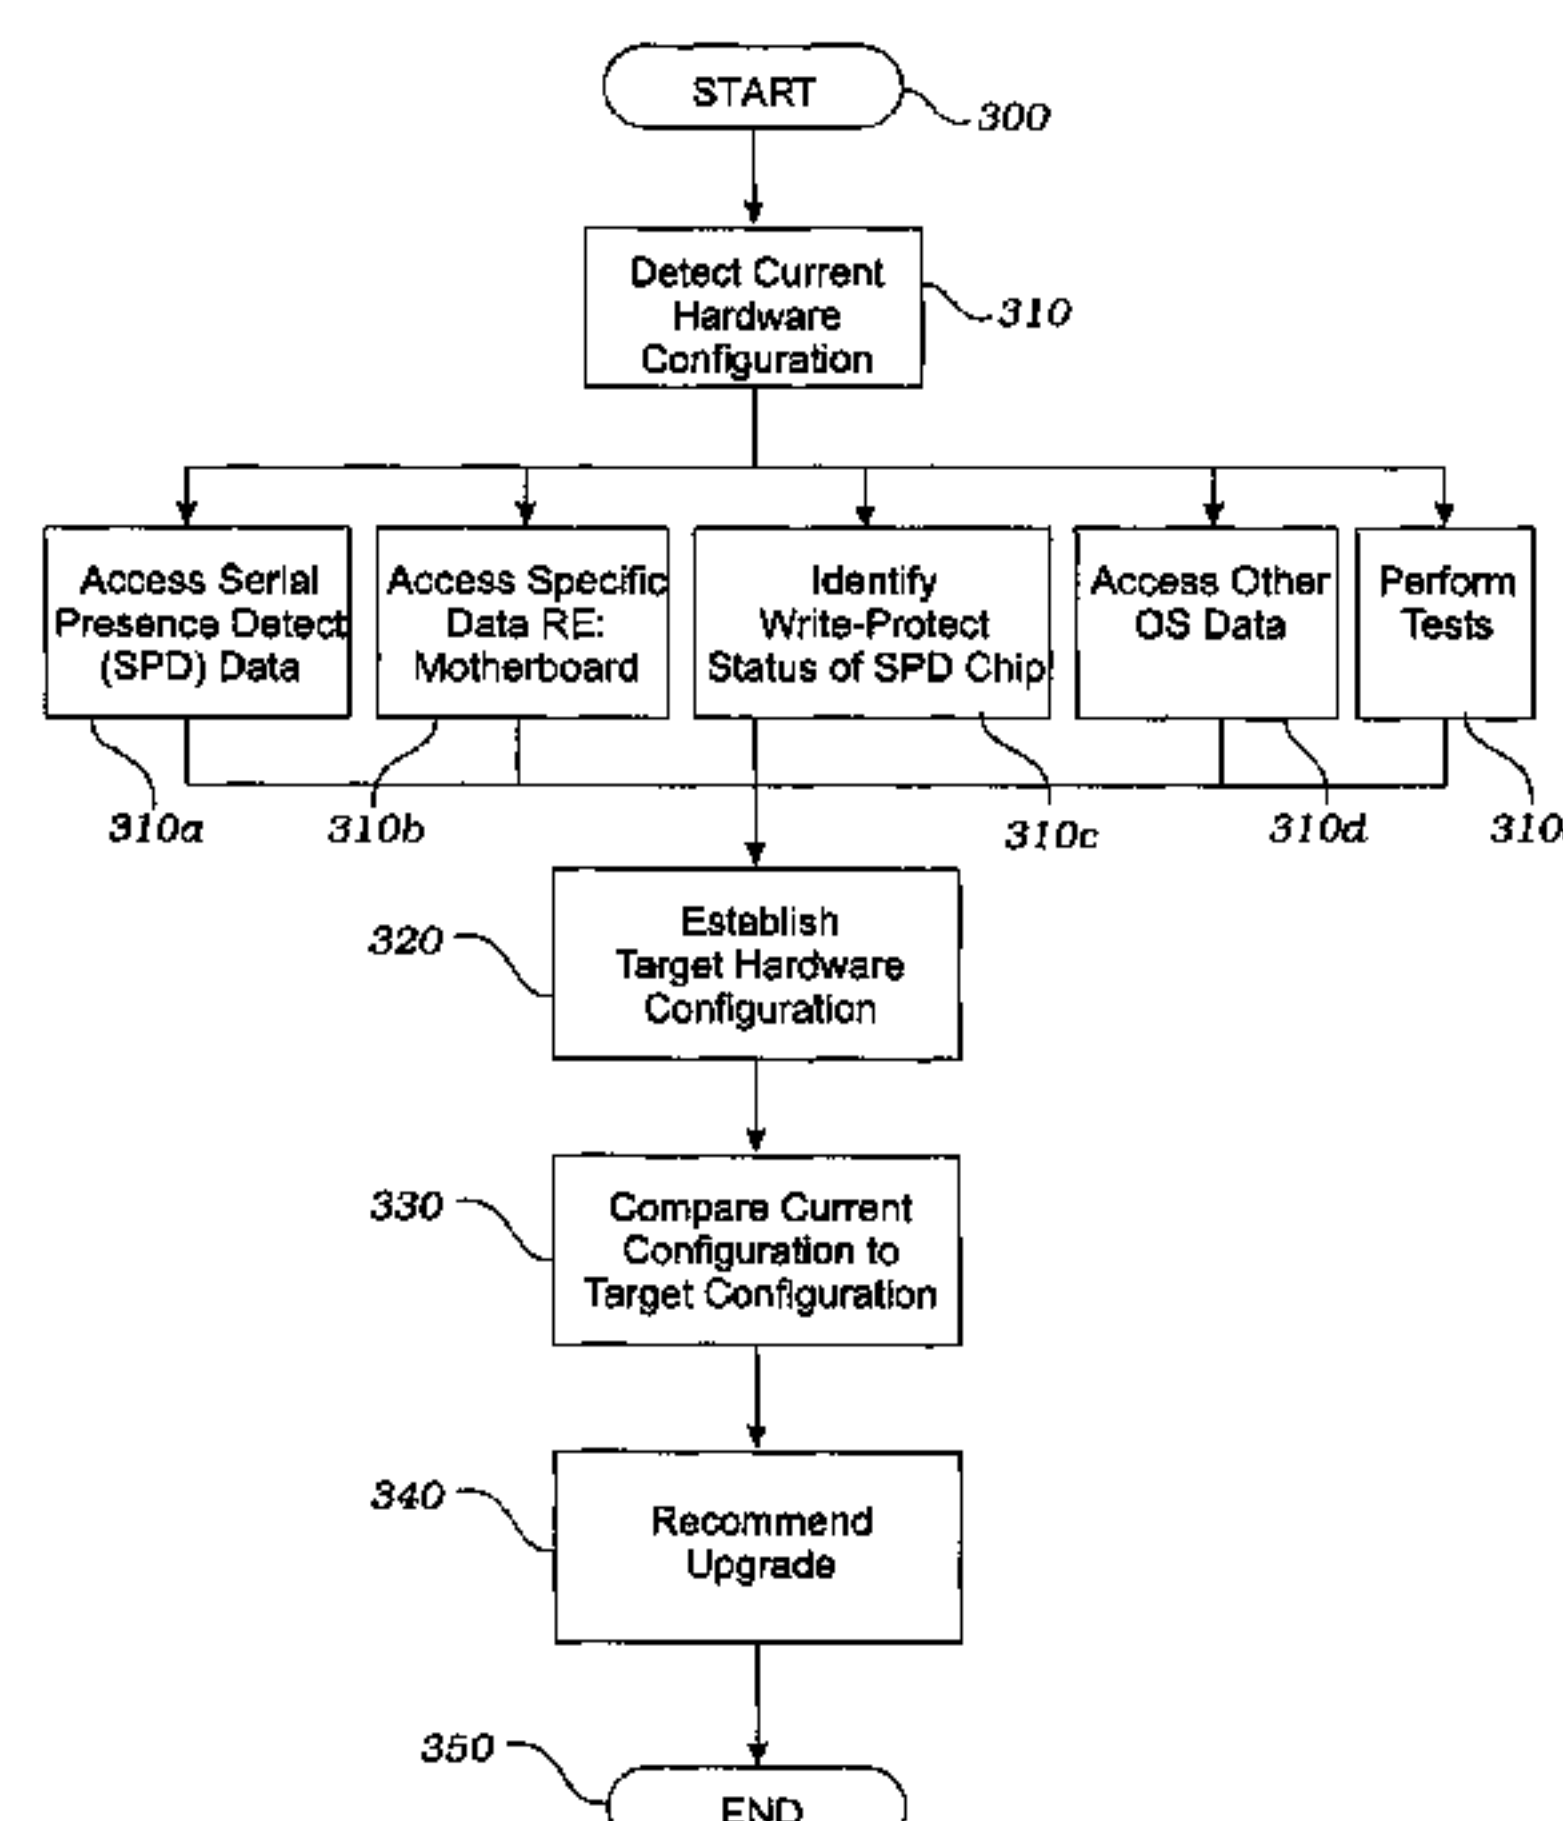 START
300
Detect Current
Hardware
Configuration
310
Access Serial
Presence Detect
(SPD) Data
Access Specific
Data RE:
Motherboard
Identify
Write-Protect
Status of SPD Chip
Access Other
OS Data
Perform
Tests
310a
310b
310c
310d
310
Establish
Target Hardware
Configuration
320
Compare Current
Configuration to
Target Configuration
330
Recommend
Upgrade
340
350
END